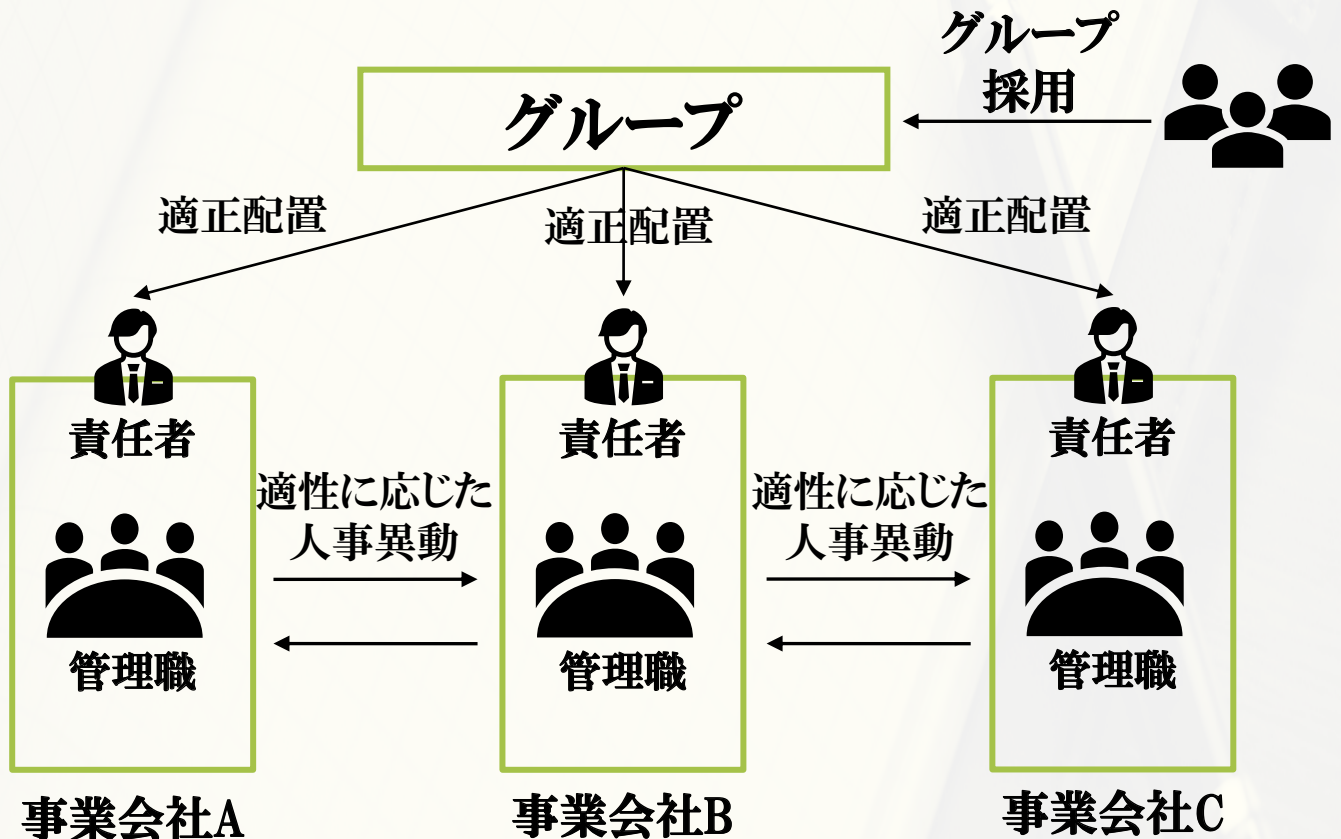 グループ
採用
グループ
適正配置
適正配置
適正配置
責任者
責任者
責任者
適性に応じた
人事異動
適性に応じた
人事異動
管理職
管理職
管理職
事業会社A
事業会社B
事業会社C